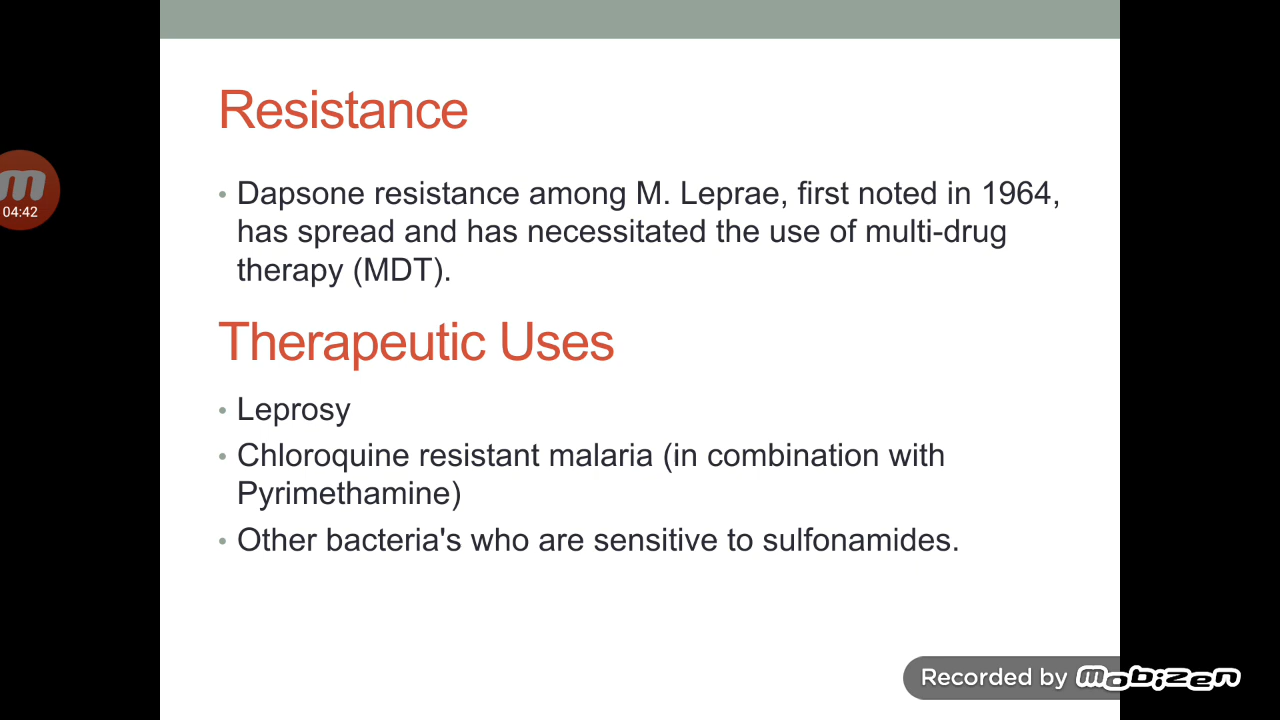 Resistance
• Dapsone resistance among M. Leprae, first noted in 1964,
has spread and has necessitated the use of multi-drug
therapy (MDT).
Therapeutic Uses
• Leprosy
• Chloroquine resistant malaria (in combination with
Pyrimethamine)
• Other bacteria's who are sensitive to sulfonamides.
m
04:42
Recorded by mobizen